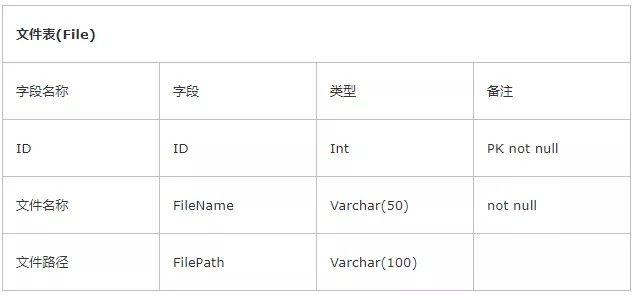 文件表(File)
字段名称 字段 类型 备注
ID ID Int PK not null
文件名称 FileName Varchar(50) not null
文件路径 FilePath Varchar(100)